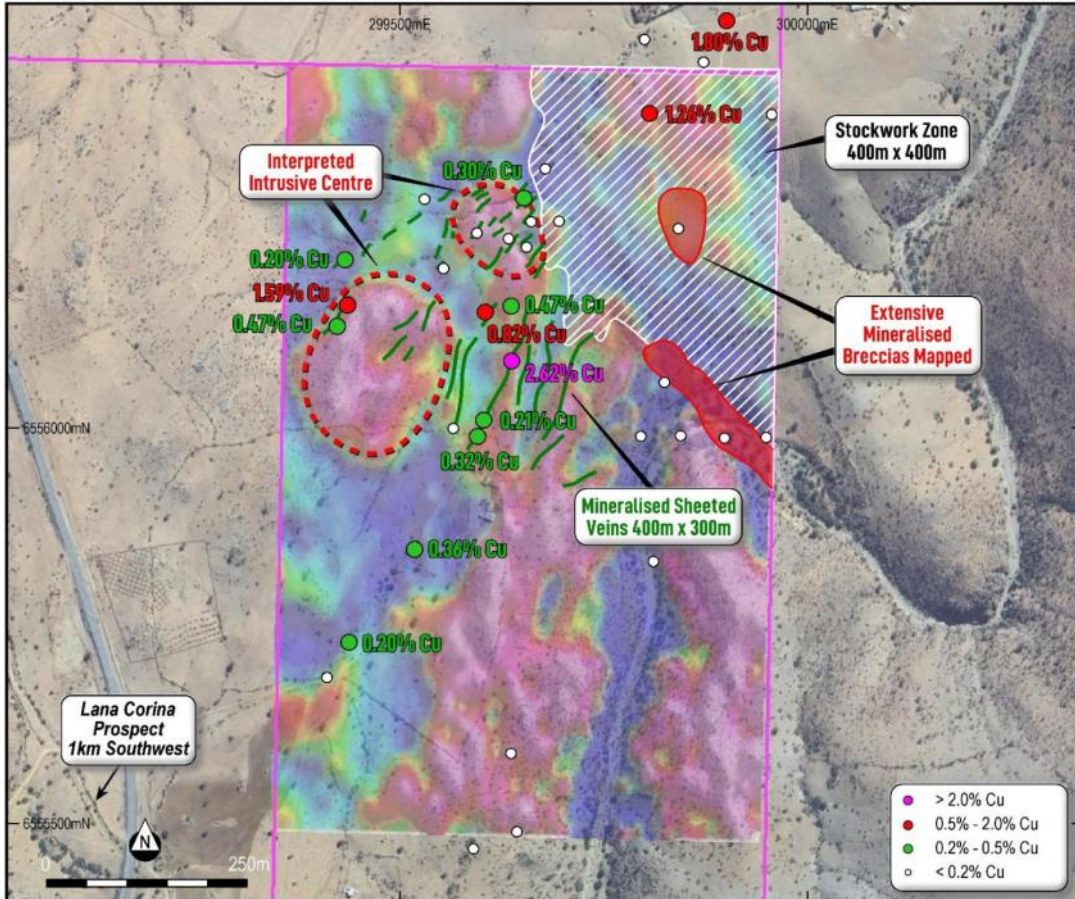 299500mE
300000mE
1.80% Cu
1.26% Cu
Stockwork Zone
400m x 400m
Interpreted
Intrusive Centre
0.30% Cu
0.20% Cu
1.59% Cu
0.47% Cu
0.47% Cu
0.82% Cu
Extensive
Mineralised
Breccias Mapped
2.62% Cu
6556000mN
0.21% Cu
0.32% Cu
Mineralised Sheeted
Veins 400m x 300m
0.36% Cu
0.20% Cu
Lana Corina
Prospect
1km Southwest
6555500mN
N
0 250m
> 2.0% Cu
0.5% - 2.0% Cu
0.2% - 0.5% Cu
< 0.2% Cu